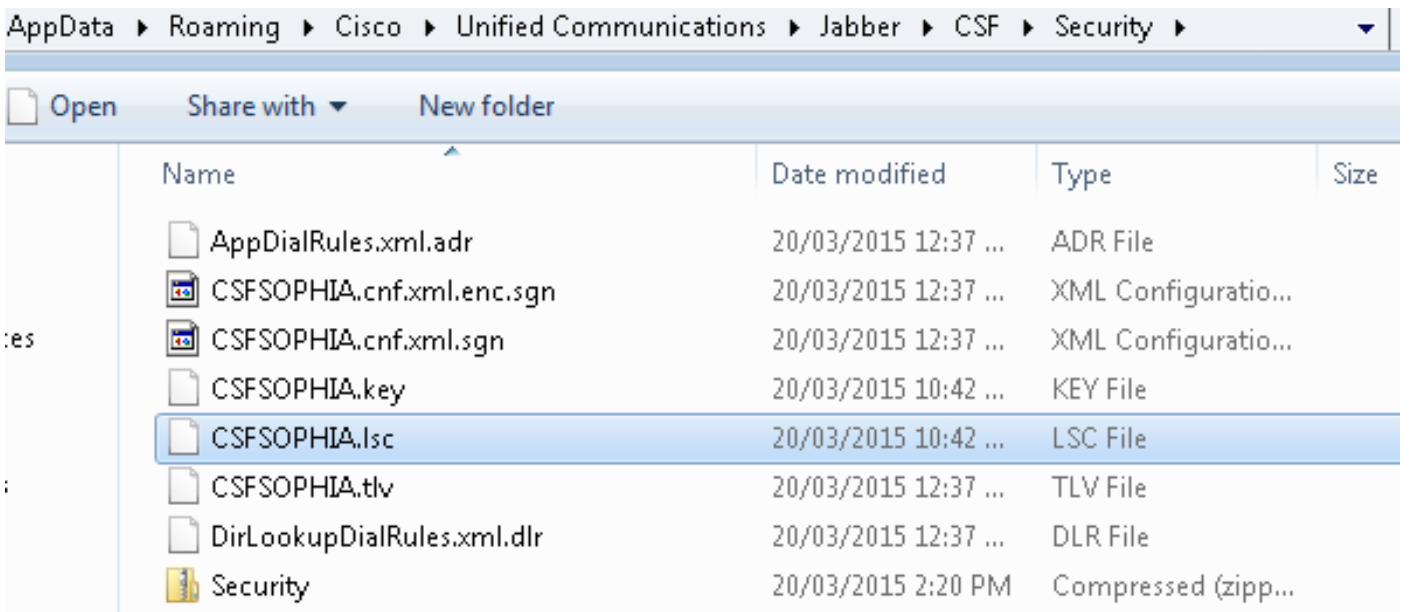 AppData ▸ Roaming ▸ Cisco ▸ Unified Communications ▸ Jabber ▸ CSF ▸ Security ▸
Open Share with New folder
Name Date modified Type Size
AppDialRules.xml.adr 20/03/2015 12:37 ... ADR File
CSFSOPHIA.cnf.xml.enc.sgn 20/03/2015 12:37 ... XML Configuratio...
:es CSFSOPHIA.cnf.xml.sgn 20/03/2015 12:37 ... XML Configuratio...
CSFSOPHIA.key 20/03/2015 10:42 ... KEY File
CSFSOPHIA.lsc 20/03/2015 10:42 ... LSC File
CSFSOPHIA.tlv 20/03/2015 12:37 ... TLV File
DirLookupDialRules.xml.dlr 20/03/2015 12:37 ... DLR File
Security 20/03/2015 2:20 PM Compressed (zipp...